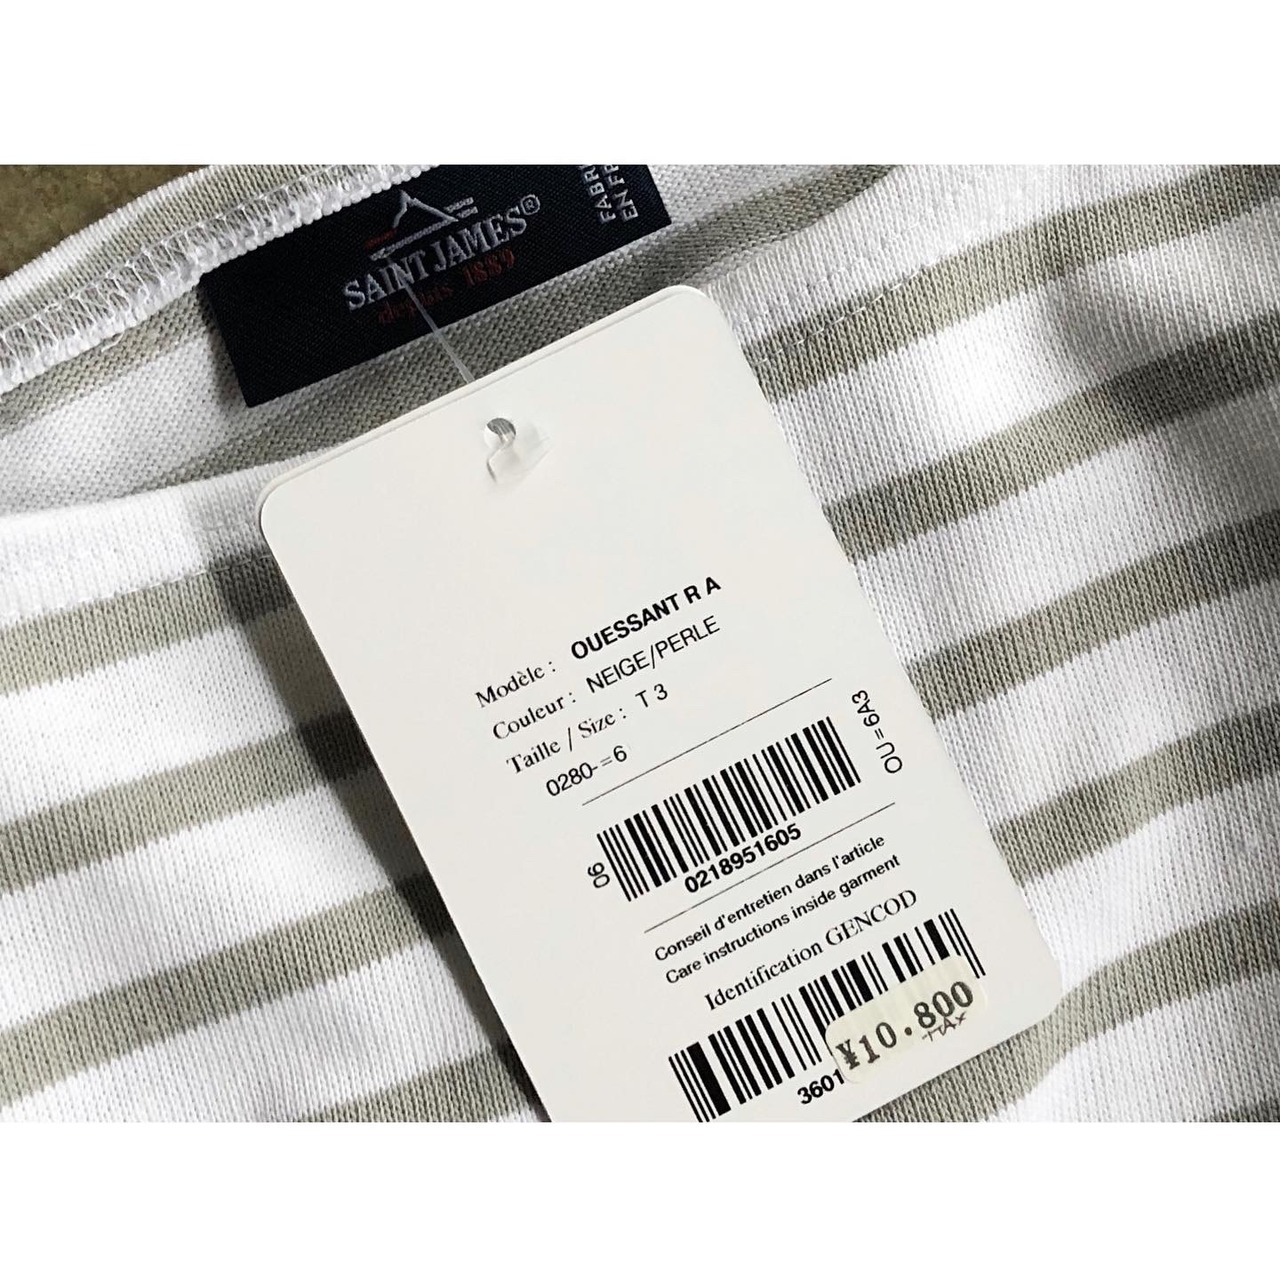 SAINT JAMES®
depuis 1889
FABRI
EN FR
Modèle : OUESSANT R A
Couleur : NEIGE/PERLE
Taille / Size : T 3
0280-=6
06
0218951605
OU=6A3
Conseil d'entretien dans l'article
Care instructions inside garment
Identification GENCOD
3601
¥10.800
+TAX